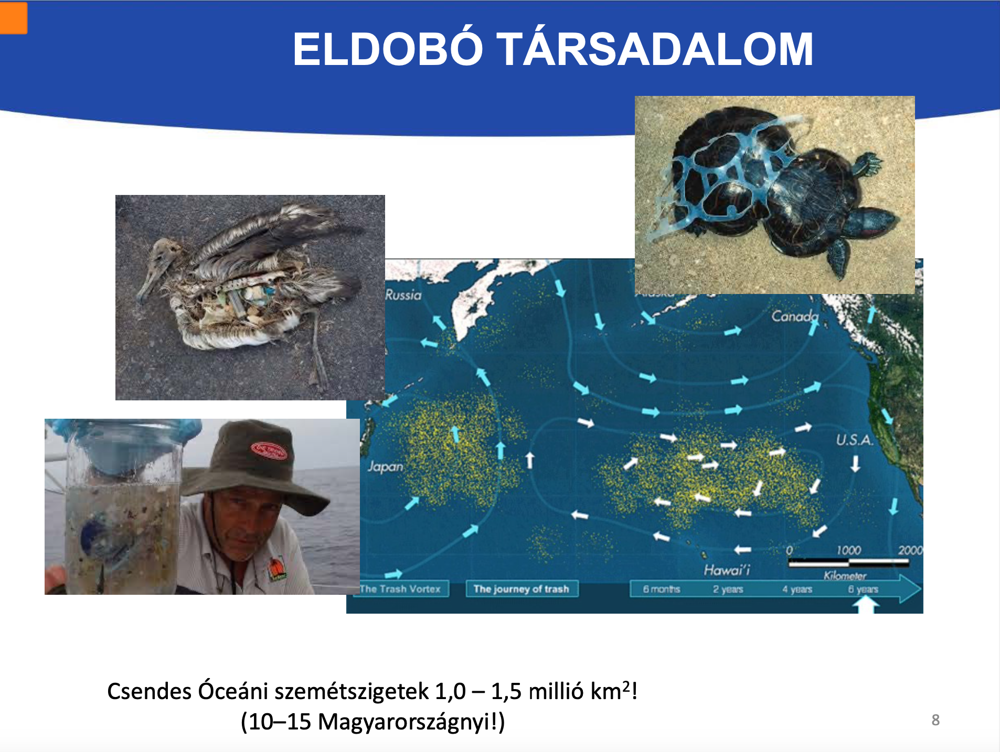 ELDOBÓ TÁRSADALOM
Russia
Alaska
Canada
U.S.A.
Japan
0 1000 2000
Hawai'i
Kilometer
The Trash Vortex
The journey of trash
6 months 2 years 4 years 6 years
Csendes Óceáni szemétszigetek 1,0 – 1,5 millió km²!
(10–15 Magyarországnyi!)
8